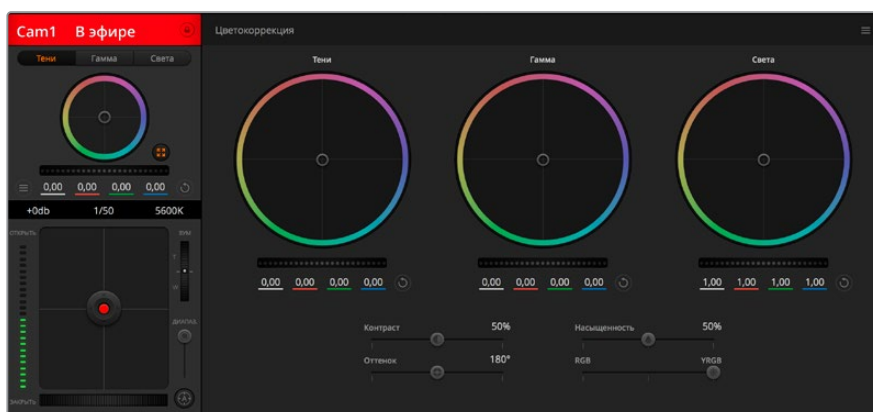 Cam1 В эфире
Цветокоррекция
Тени Гамма Света
0,00 0,00 0,00 0,00
+0db 1/50 5600K
ОТКРЫТЬ
ЗУМ
T
W
ДИАПАЗ.
ЗАКРЫТЬ
A
Тени Гамма Света
0,00 0,00 0,00 0,00
0,00 0,00 0,00 0,00
1,00 1,00 1,00 1,00
Контраст 50%
Насыщенность 50%
Оттенок 180°
RGB YRGB